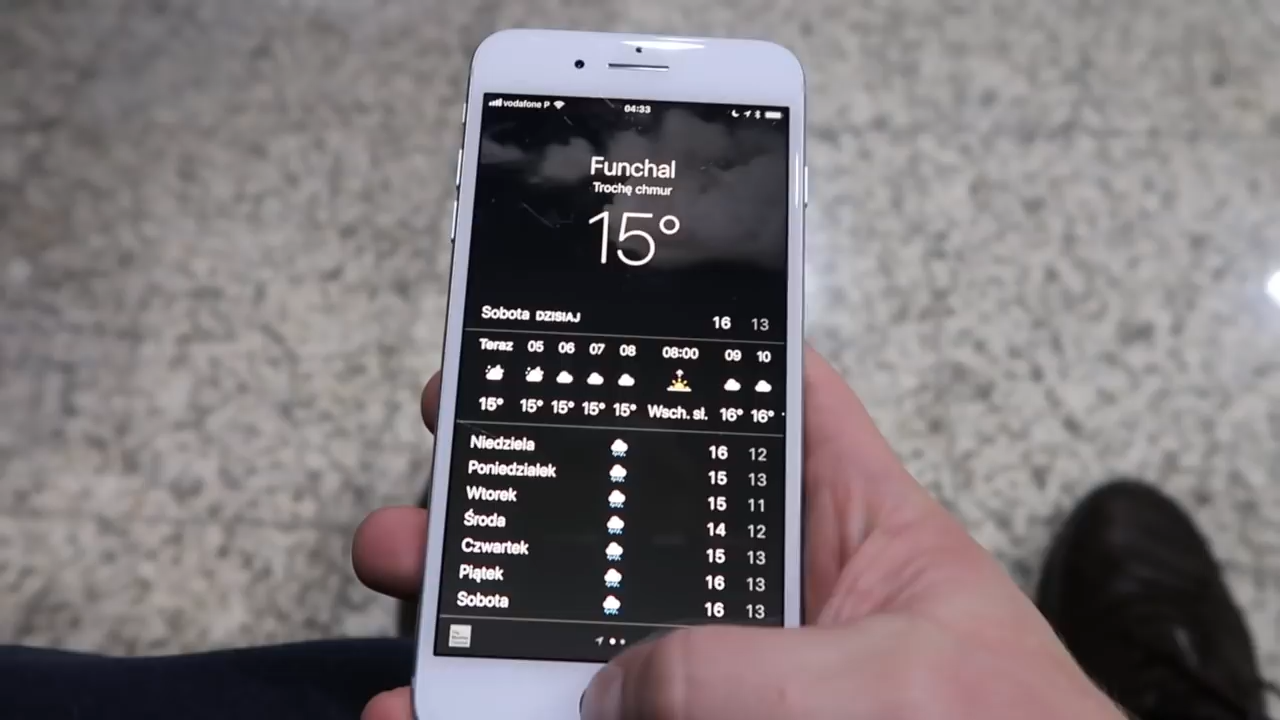 vodafone P 04:33
Funchal
Trochę chmur
15°
Sobota DZISIAJ 16 13
Teraz 05 06 07 08 08:00 09 10
15° 15° 15° 15° 15° Wsch. sł. 16° 16°
Niedziela 16 12
Poniedziałek 15 13
Wtorek 15 11
Środa 14 12
Czwartek 15 13
Piątek 16 13
Sobota 16 13